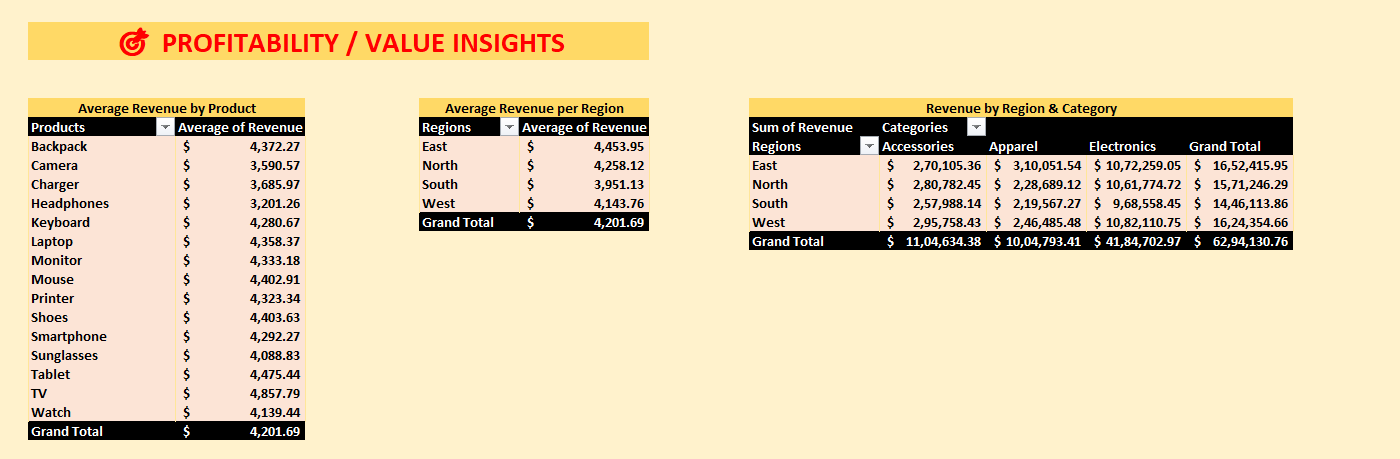 PROFITABILITY / VALUE INSIGHTS
Average Revenue by Product
Products Average of Revenue
Backpack $ 4,372.27
Camera $ 3,590.57
Charger $ 3,685.97
Headphones $ 3,201.26
Keyboard $ 4,280.67
Laptop $ 4,358.37
Monitor $ 4,333.18
Mouse $ 4,402.91
Printer $ 4,323.34
Shoes $ 4,403.63
Smartphone $ 4,292.27
Sunglasses $ 4,088.83
Tablet $ 4,475.44
TV $ 4,857.79
Watch $ 4,139.44
Grand Total $ 4,201.69
Average Revenue per Region
Regions Average of Revenue
East $ 4,453.95
North $ 4,258.12
South $ 3,951.13
West $ 4,143.76
Grand Total $ 4,201.69
Revenue by Region & Category
Sum of Revenue Categories
Regions Accessories Apparel Electronics Grand Total
East $ 2,70,105.36 $ 3,10,051.54 $ 10,72,259.05 $ 16,52,415.95
North $ 2,80,782.45 $ 2,28,689.12 $ 10,61,774.72 $ 15,71,246.29
South $ 2,57,988.14 $ 2,19,567.27 $ 9,68,558.45 $ 14,46,113.86
West $ 2,95,758.43 $ 2,46,485.48 $ 10,82,110.75 $ 16,24,354.66
Grand Total $ 11,04,634.38 $ 10,04,793.41 $ 41,84,702.97 $ 62,94,130.76